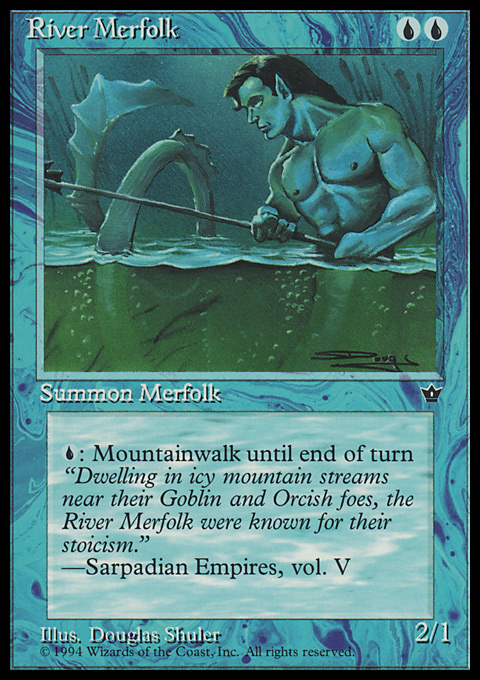 River Merfolk
Doug S
Summon Merfolk
: Mountainwalk until end of turn
“Dwelling in icy mountain streams
near their Goblin and Orcish foes, the
River Merfolk were known for their
stoicism.”
—Sarpadian Empires, vol. V
Illus. Douglas Shuler
2/1
© 1994 Wizards of the Coast, Inc. All rights reserved.